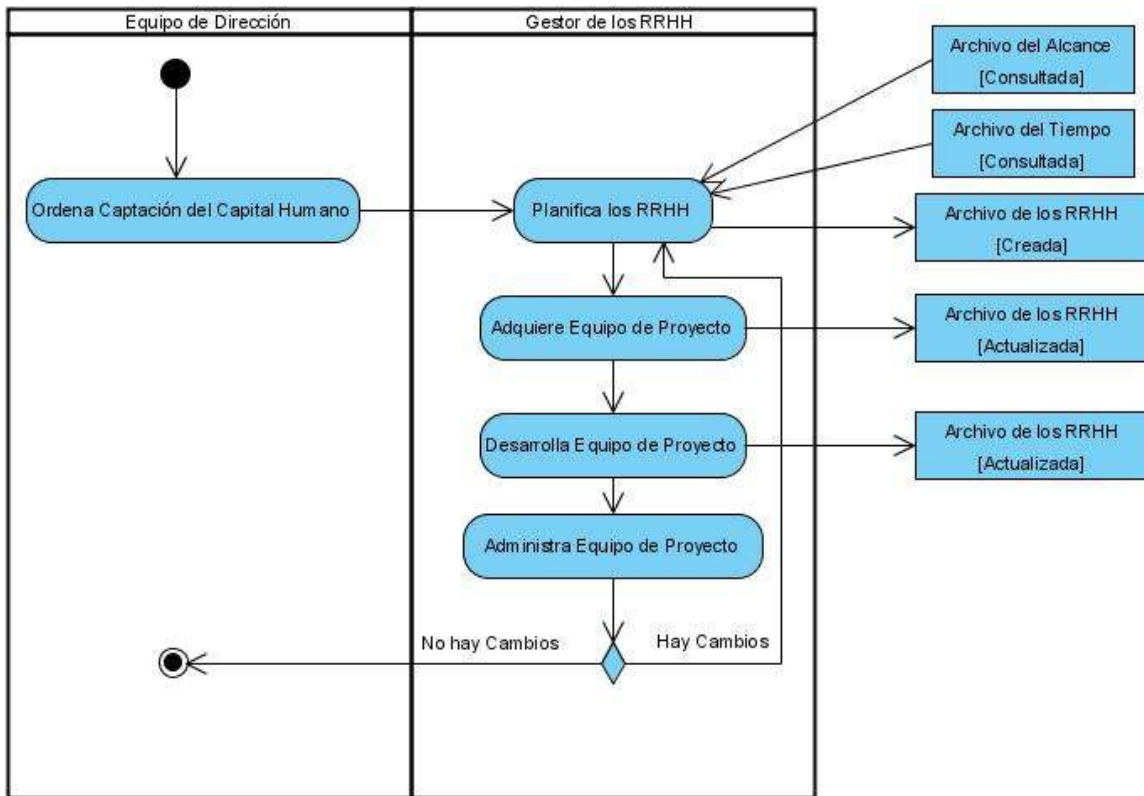 Equipo de Dirección
Gestor de los RRHH
Archivo del Alcance
[Consultada]
Archivo del Tiempo
[Consultada]
Ordena Captación del Capital Humano
Planifica los RRHH
Archivo de los RRHH
[Creada]
Adquiere Equipo de Proyecto
Archivo de los RRHH
[Actualizada]
Desarrolla Equipo de Proyecto
Archivo de los RRHH
[Actualizada]
Administra Equipo de Proyecto
No hay Cambios
Hay Cambios